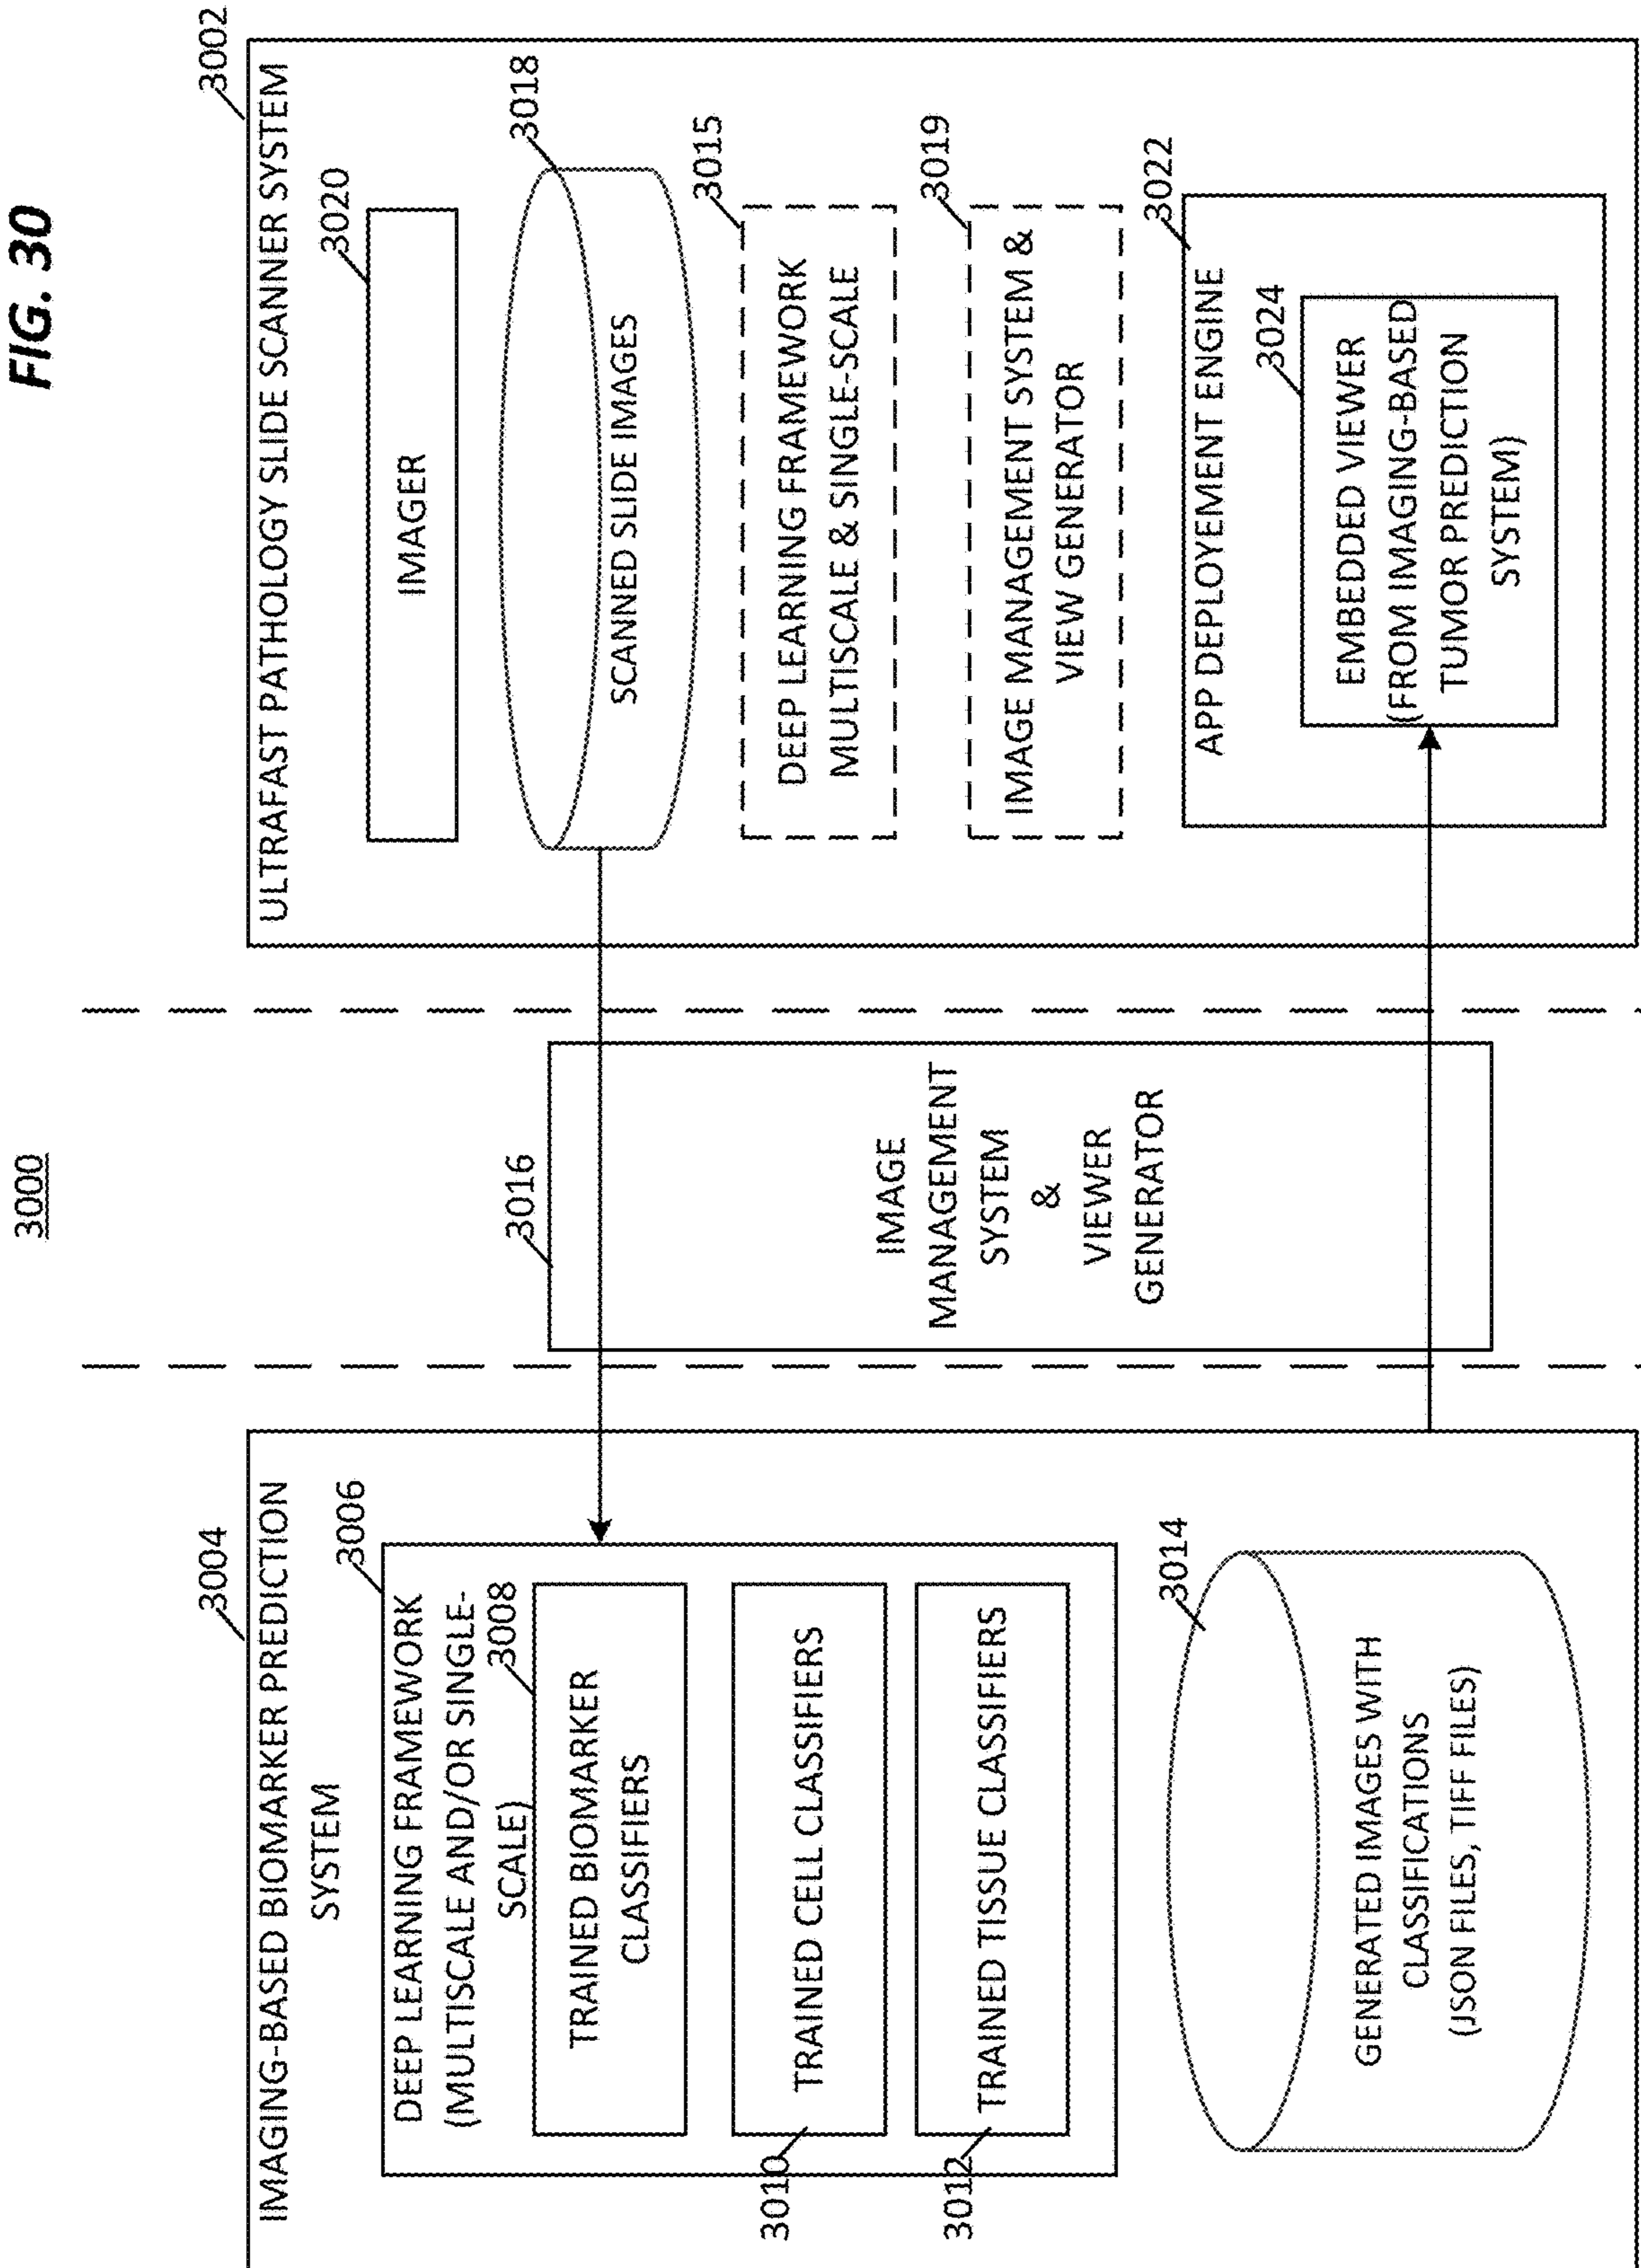 FIG. 30
3000
3004
IMAGING-BASED BIOMARKER PREDICTION
SYSTEM
3006
DEEP LEARNING FRAMEWORK
(MULTISCALE AND/OR SINGLE-
SCALE)
3008
TRAINED BIOMARKER
CLASSIFIERS
3010
TRAINED CELL CLASSIFIERS
3012
TRAINED TISSUE CLASSIFIERS
3014
GENERATED IMAGES WITH
CLASSIFICATIONS
(JSON FILES, TIFF FILES)
3016
IMAGE
MANAGEMENT
SYSTEM
&
VIEWER
GENERATOR
3002
ULTRAFAST PATHOLOGY SLIDE SCANNER SYSTEM
3020
IMAGER
3018
SCANNED SLIDE IMAGES
3015
DEEP LEARNING FRAMEWORK
MULTISCALE & SINGLE-SCALE
3019
IMAGE MANAGEMENT SYSTEM &
VIEW GENERATOR
3022
APP DEPLOYEMENT ENGINE
3024
EMBEDDED VIEWER
(FROM IMAGING-BASED
TUMOR PREDICTION
SYSTEM)